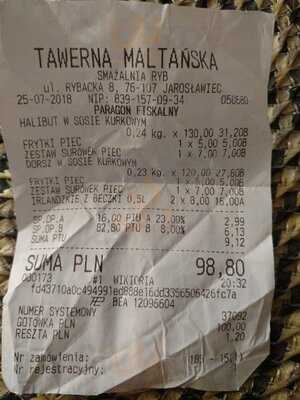 TAWERNA MALTAŃSKA
SMAŻALNIA RYB
ul. RYBACKA 8, 76-107 JAROSŁAWIEC
25-07-2018 NIP: 839-157-09-34
PARAGON FISKALNY
HALIBUT W SOSIE KURKOWYM
0,24 kg. x 130,00 31,20B
FRYTKI PIEC 1 x 5,00 5,00B
ZESTAW SURÓWEK PIEC 1 x 7,00 7,00B
DORSZ W SOSIE KURKOWYM
0,23 kg. x 120,00 27,60B
FRYTKI PIEC 1 x 5,00 5,00B
ZESTAW SURÓWEK PIEC 1 x 7,00 7,00B
IRLANDZKIE Z BECZKI 0,5L 2 x 8,00 16,00A
SP.OP.A 16,00 PTU A 23,00% 2,99
SP.OP.B 82,80 PTU B 8,00% 6,13
SUMA PTU 9,12
SUMA PLN 98,80
000173 #1 WIKTORIA 20:32
BEA 12096604
NUMER SYSTEMOWY 37092
GOTÓWKA PLN 100,00
RESZTA PLN 1,20
Nr zamówienia:
Nr rejestracyjny: